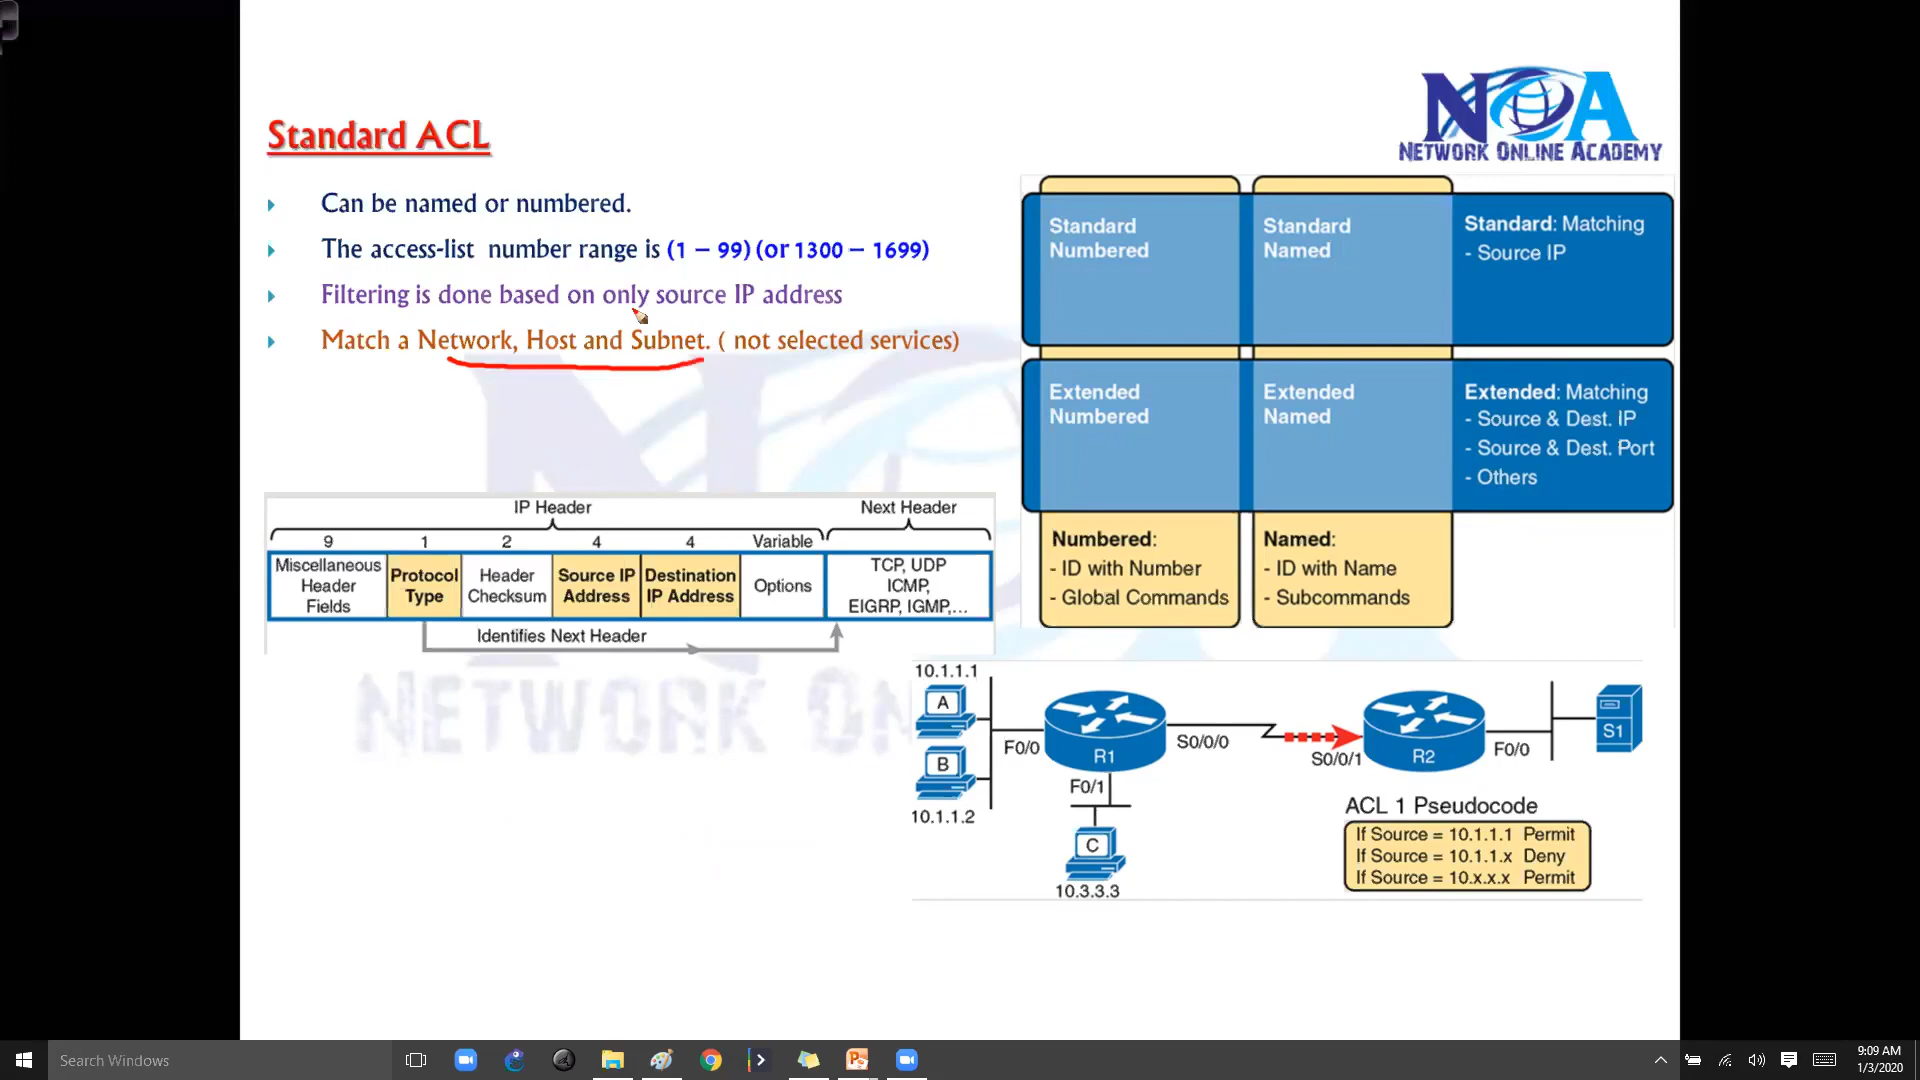 Standard ACL
NOA
NETWORK ONLINE ACADEMY
Can be named or numbered.
The access-list number range is (1 – 99) (or 1300 – 1699)
Filtering is done based on only source IP address
Match a Network, Host and Subnet. ( not selected services)
Standard Numbered
Standard Named
Standard: Matching
- Source IP
Extended Numbered
Extended Named
Extended: Matching
- Source & Dest. IP
- Source & Dest. Port
- Others
Numbered:
- ID with Number
- Global Commands
Named:
- ID with Name
- Subcommands
IP Header
Next Header
9 1 2 4 4 Variable
Miscellaneous Header Fields
Protocol Type
Header Checksum
Source IP Address
Destination IP Address
Options
TCP, UDP
ICMP,
EIGRP, IGMP,...
Identifies Next Header
NETWORK ON
10.1.1.1
A
B
10.1.1.2
F0/0
R1
S0/0/0
F0/1
C
10.3.3.3
S0/0/1
R2
F0/0
S1
ACL 1 Pseudocode
If Source = 10.1.1.1 Permit
If Source = 10.1.1.x Deny
If Source = 10.x.x.x Permit
Search Windows
9:09 AM
1/3/2020